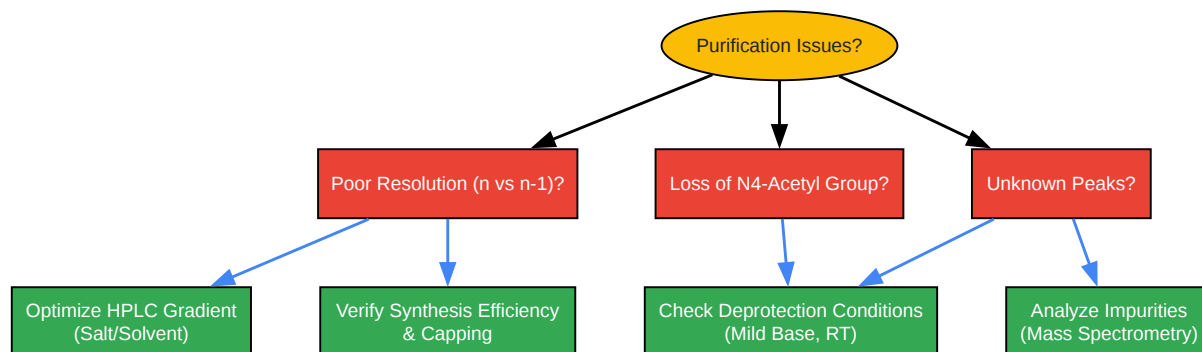 Purification Issues?
Poor Resolution (n vs n-1)?
Loss of N4-Acetyl Group?
Unknown Peaks?
Optimize HPLC Gradient
(Salt/Solvent)
Verify Synthesis Efficiency
& Capping
Check Deprotection Conditions
(Mild Base, RT)
Analyze Impurities
(Mass Spectrometry)